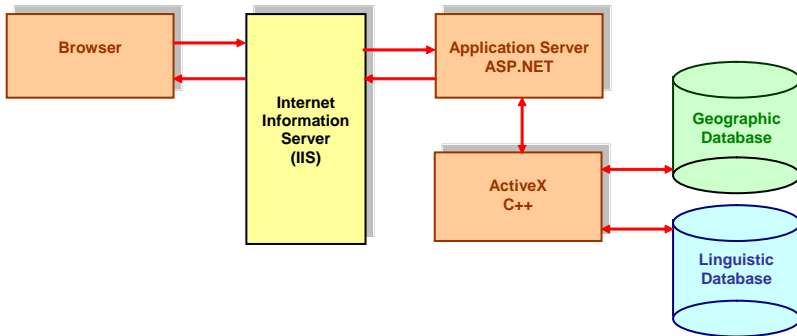 Browser
Internet
Information
Server
(IIS)
Application Server
ASP.NET
ActiveX
C++
Geographic
Database
Linguistic
Database